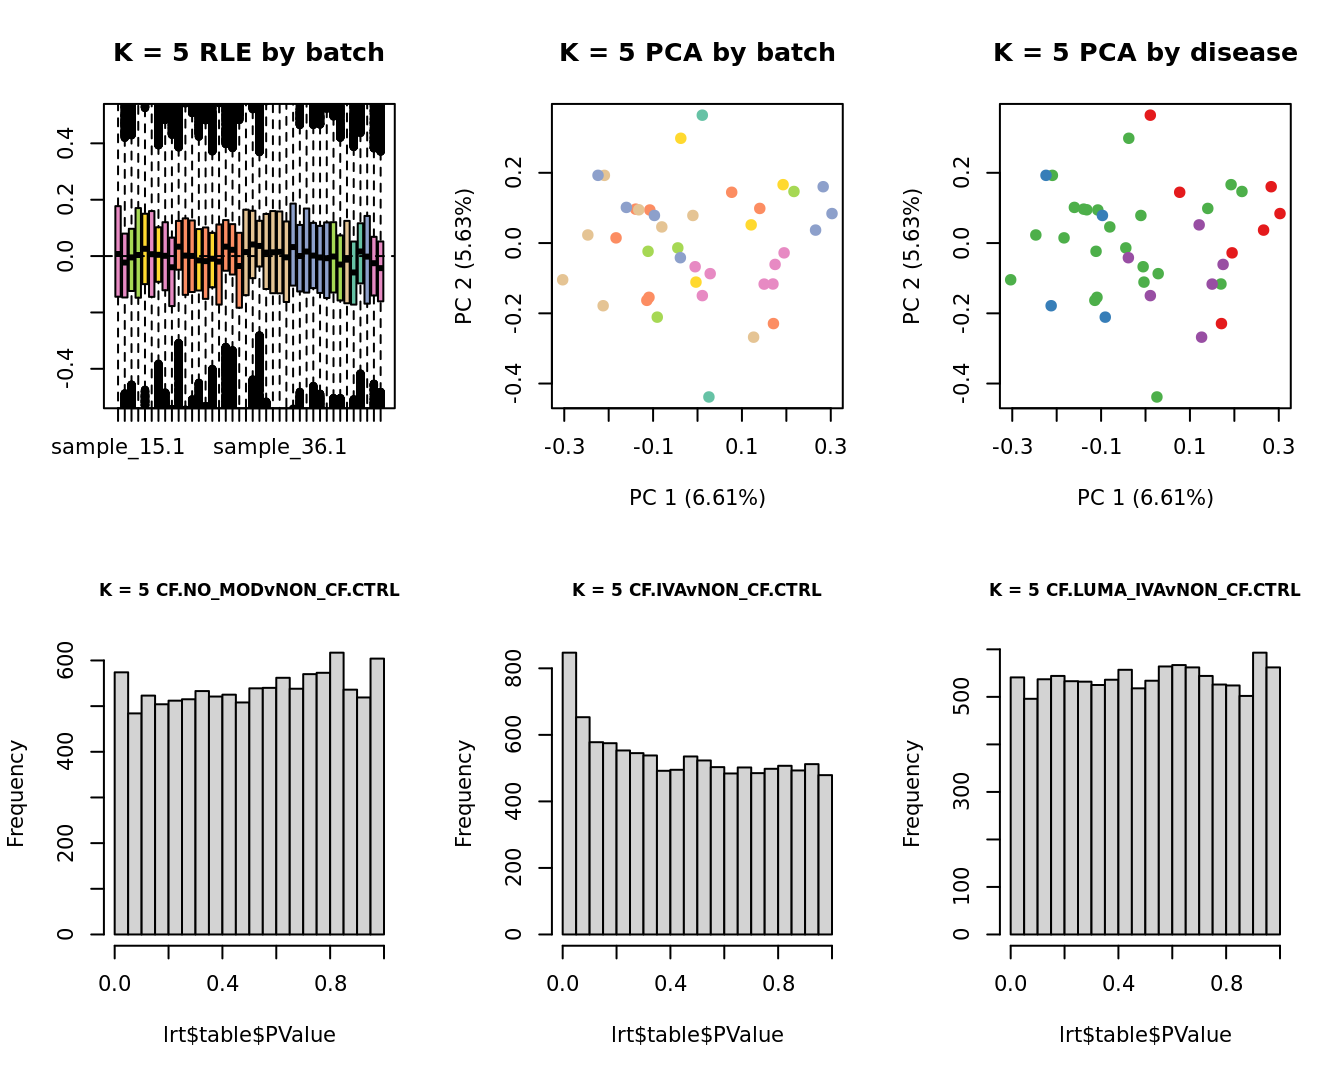 K = 5 RLE by batch
0.4
0.2
0.0
-0.4
sample_15.1 sample_36.1
K = 5 PCA by batch
PC 2 (5.63%)
0.2
0.0
-0.2
-0.4
-0.3 -0.1 0.1 0.3
PC 1 (6.61%)
K = 5 PCA by disease
PC 2 (5.63%)
0.2
0.0
-0.2
-0.4
-0.3 -0.1 0.1 0.3
PC 1 (6.61%)
K = 5 CF.NO_MODvNON_CF.CTRL
Frequency
600
400
200
0
0.0 0.4 0.8
lrt$table$PValue
K = 5 CF.IVAvNON_CF.CTRL
Frequency
800
600
400
200
0
0.0 0.4 0.8
lrt$table$PValue
K = 5 CF.LUMA_IVAvNON_CF.CTRL
Frequency
500
300
100
0
0.0 0.4 0.8
lrt$table$PValue